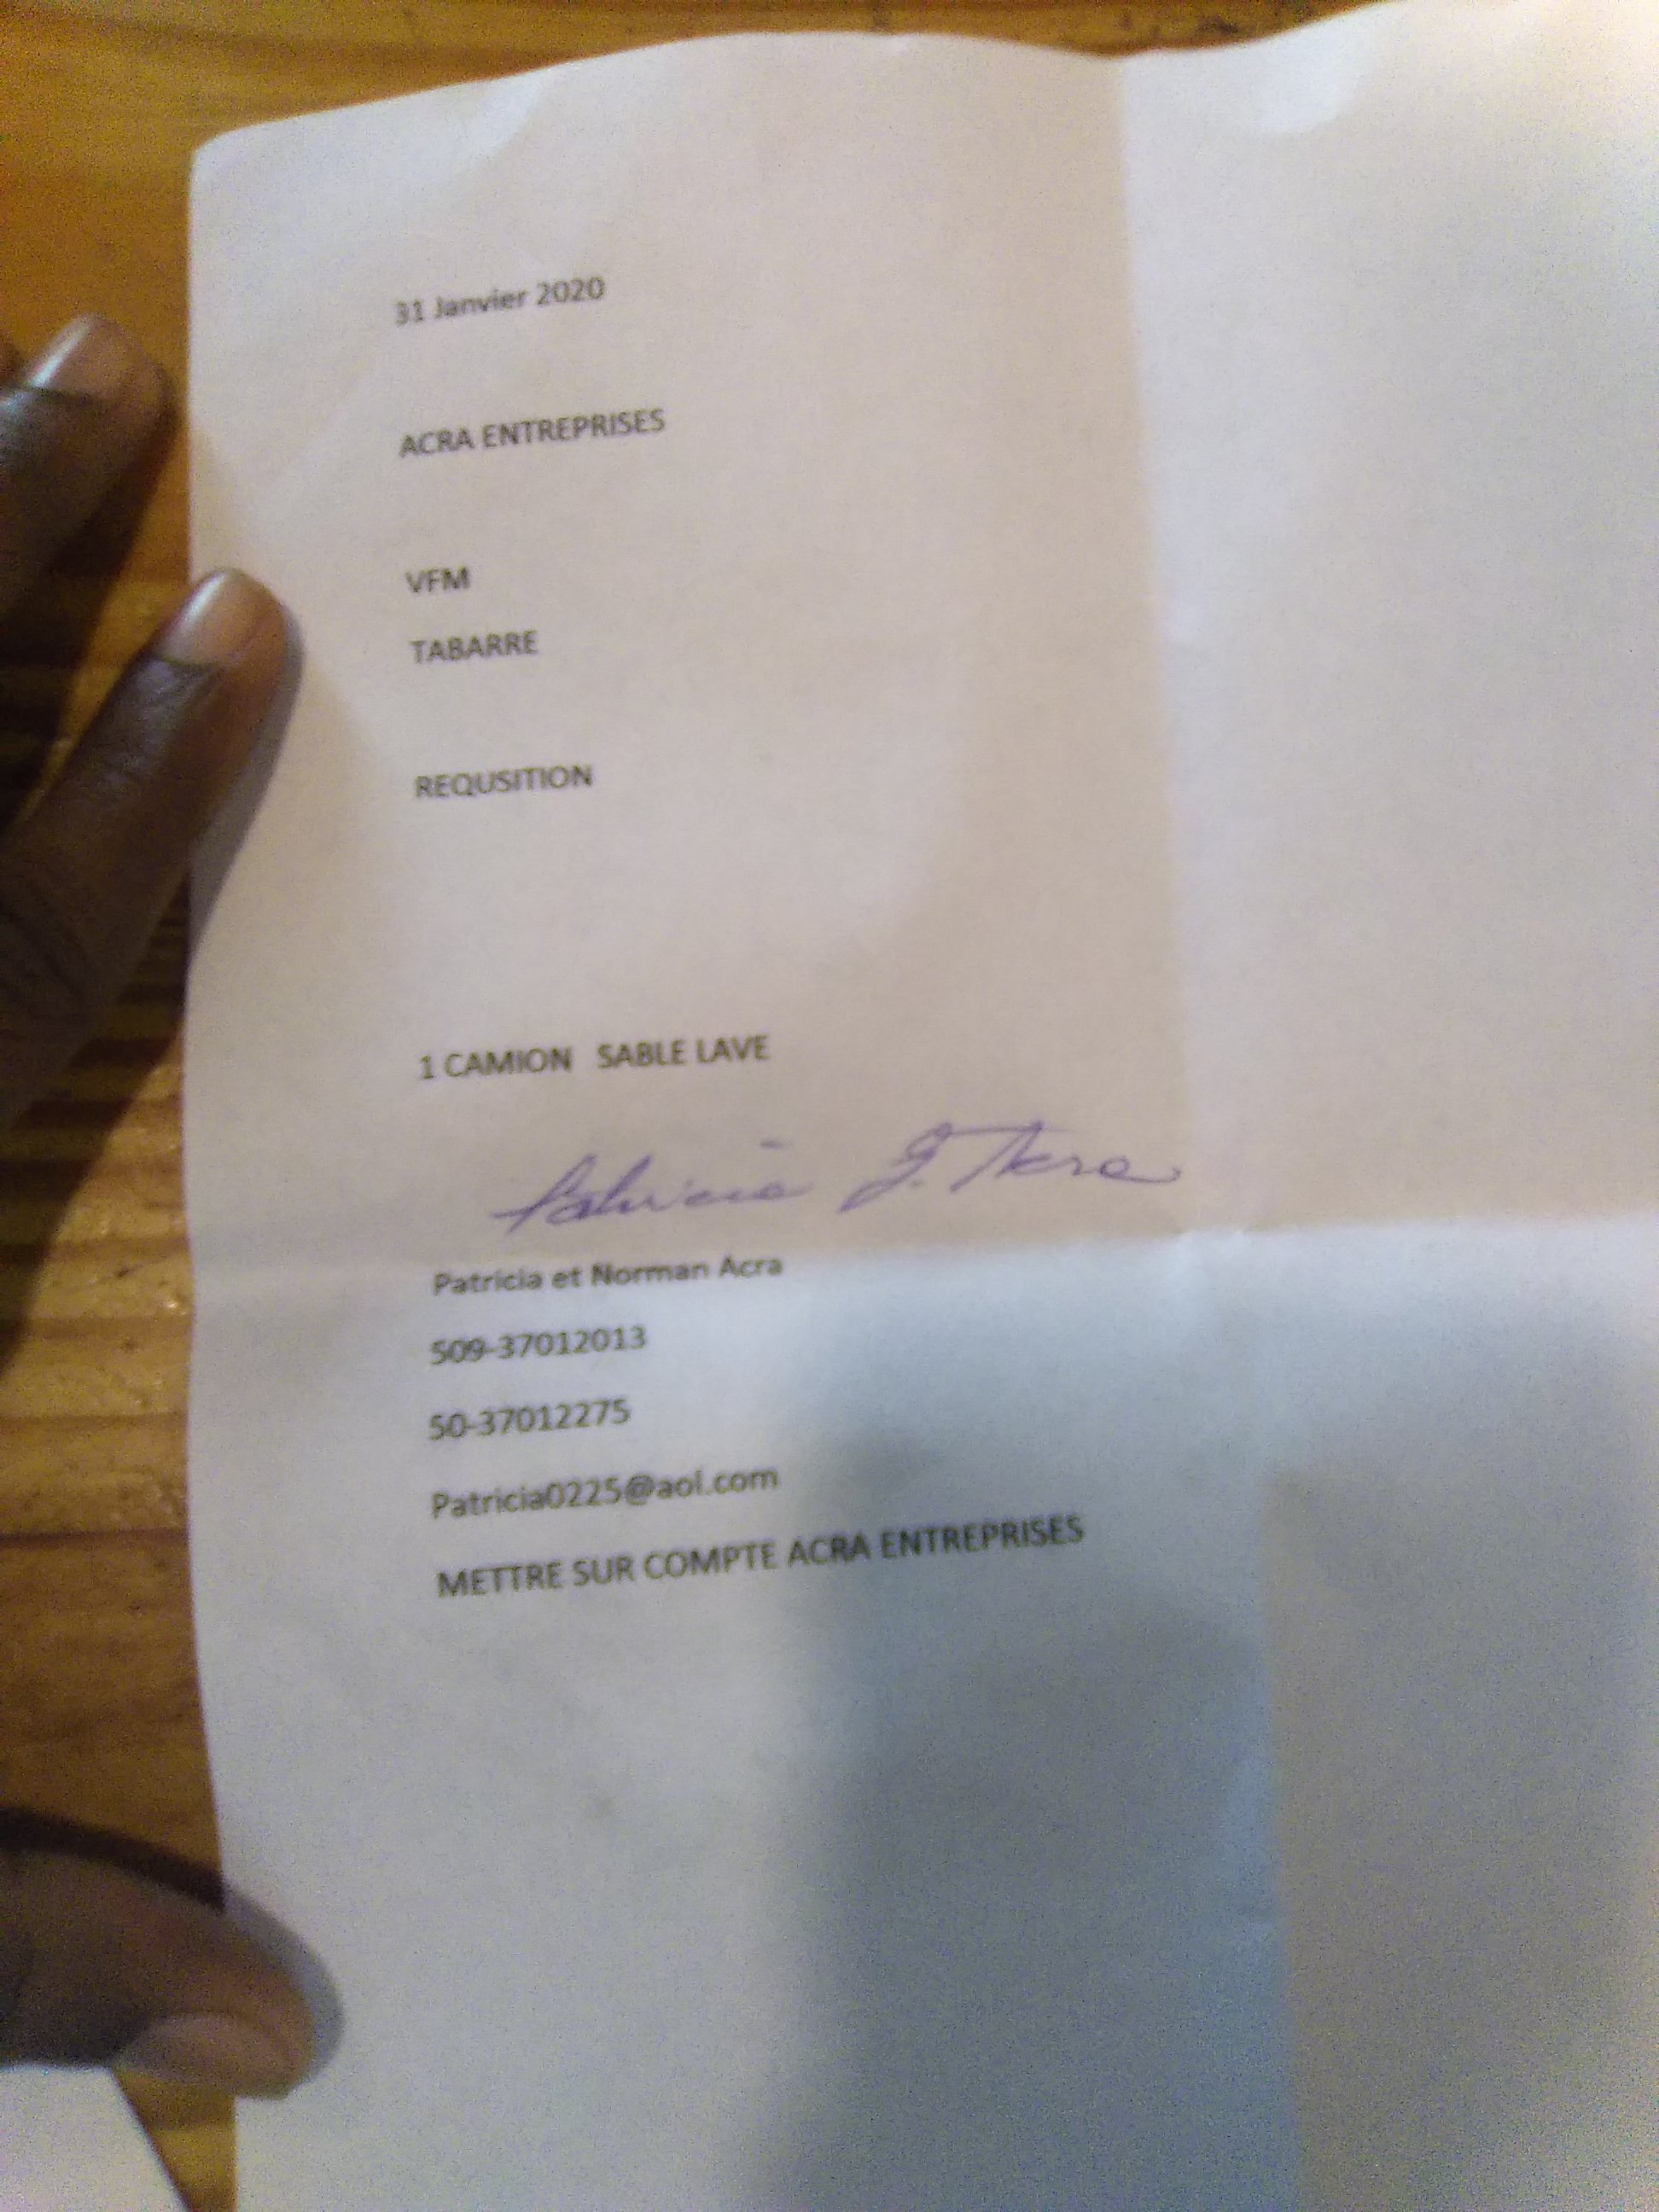 31 Janvier 2020
ACRA ENTREPRISES
VFM
TABARRE
REQUSITION
1 CAMION SABLE LAVE
Patricia J. Acra
Patricia et Norman Acra
509-37012013
50-37012275
Patricia0225@aol.com
METTRE SUR COMPTE ACRA ENTREPRISES